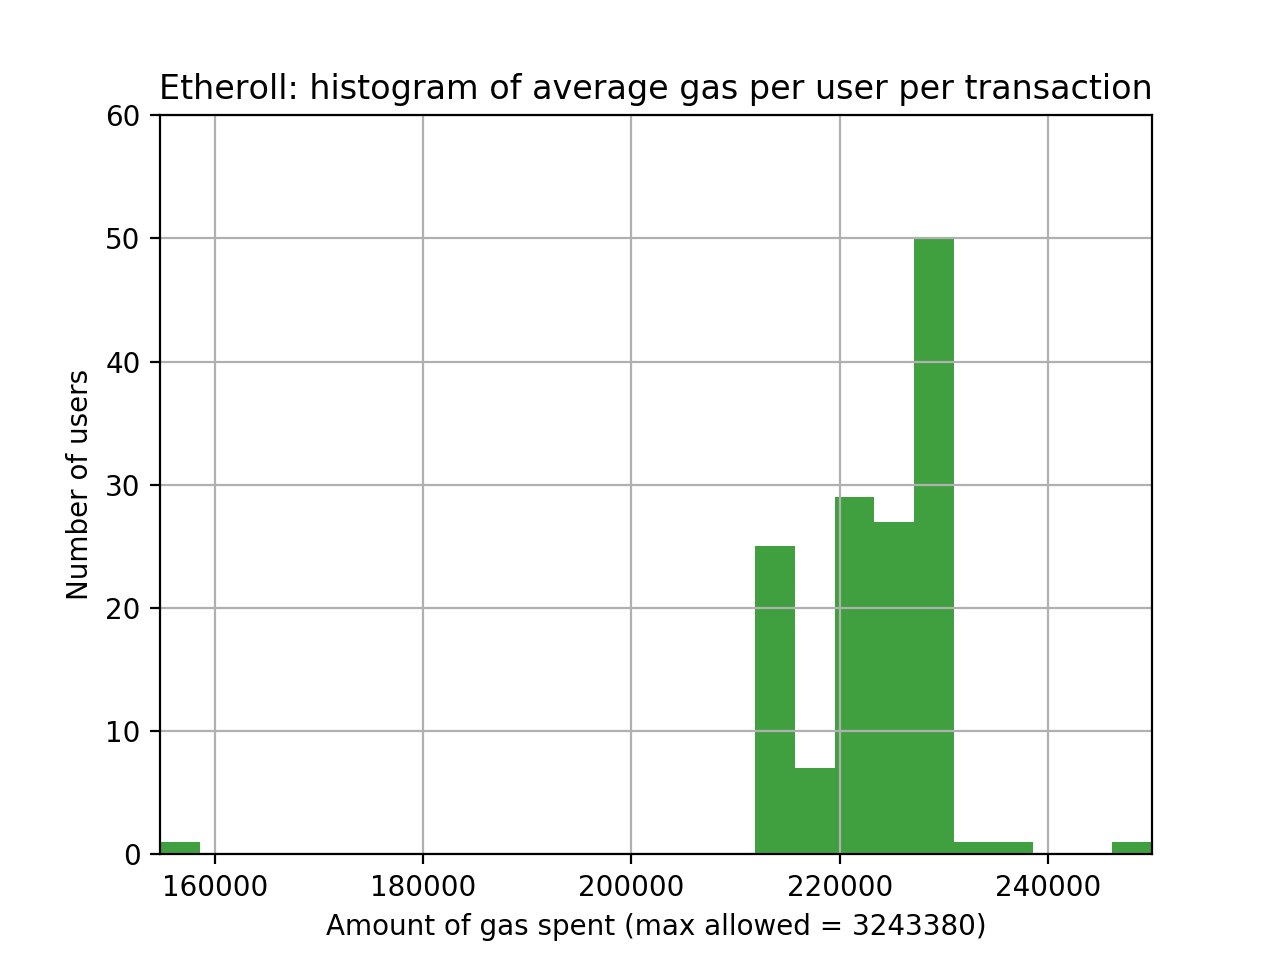 Etheroll: histogram of average gas per user per transaction
60
50
40
30
20
10
0
Number of users
160000 180000 200000 220000 240000
Amount of gas spent (max allowed = 3243380)